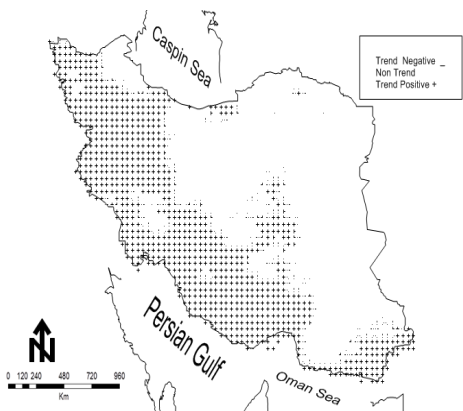 Caspin Sea
Trend Negative _
Non Trend
Trend Positive +
Persian Gulf
Oman Sea
N
0 120 240 480 720 960
Km